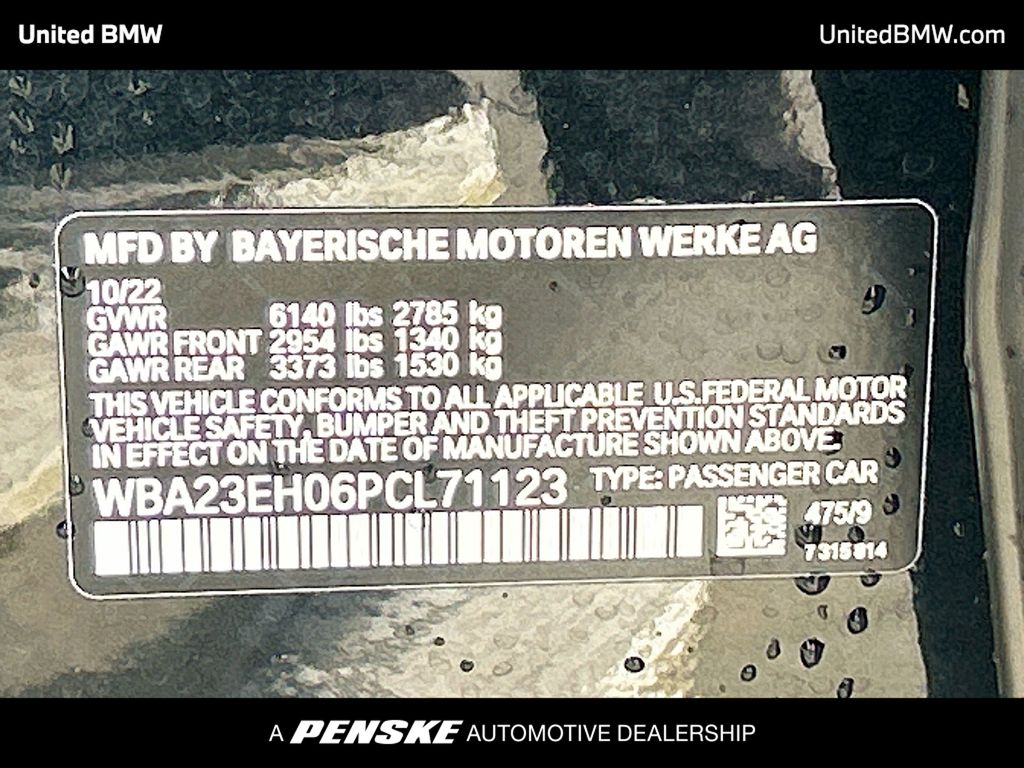 United BMW
UnitedBMW.com
MFD BY BAYERISCHE MOTOREN WERKE AG
10/22
GVWR 6140 lbs 2785 kg
GAWR FRONT 2954 lbs 1340 kg
GAWR REAR 3373 lbs 1530 kg
THIS VEHICLE CONFORMS TO ALL APPLICABLE U.S.FEDERAL MOTOR
VEHICLE SAFETY, BUMPER AND THEFT PREVENTION STANDARDS
IN EFFECT ON THE DATE OF MANUFACTURE SHOWN ABOVE.
WBA23EH06PCL71123 TYPE: PASSENGER CAR
475/9
7315814
A PENSKE AUTOMOTIVE DEALERSHIP